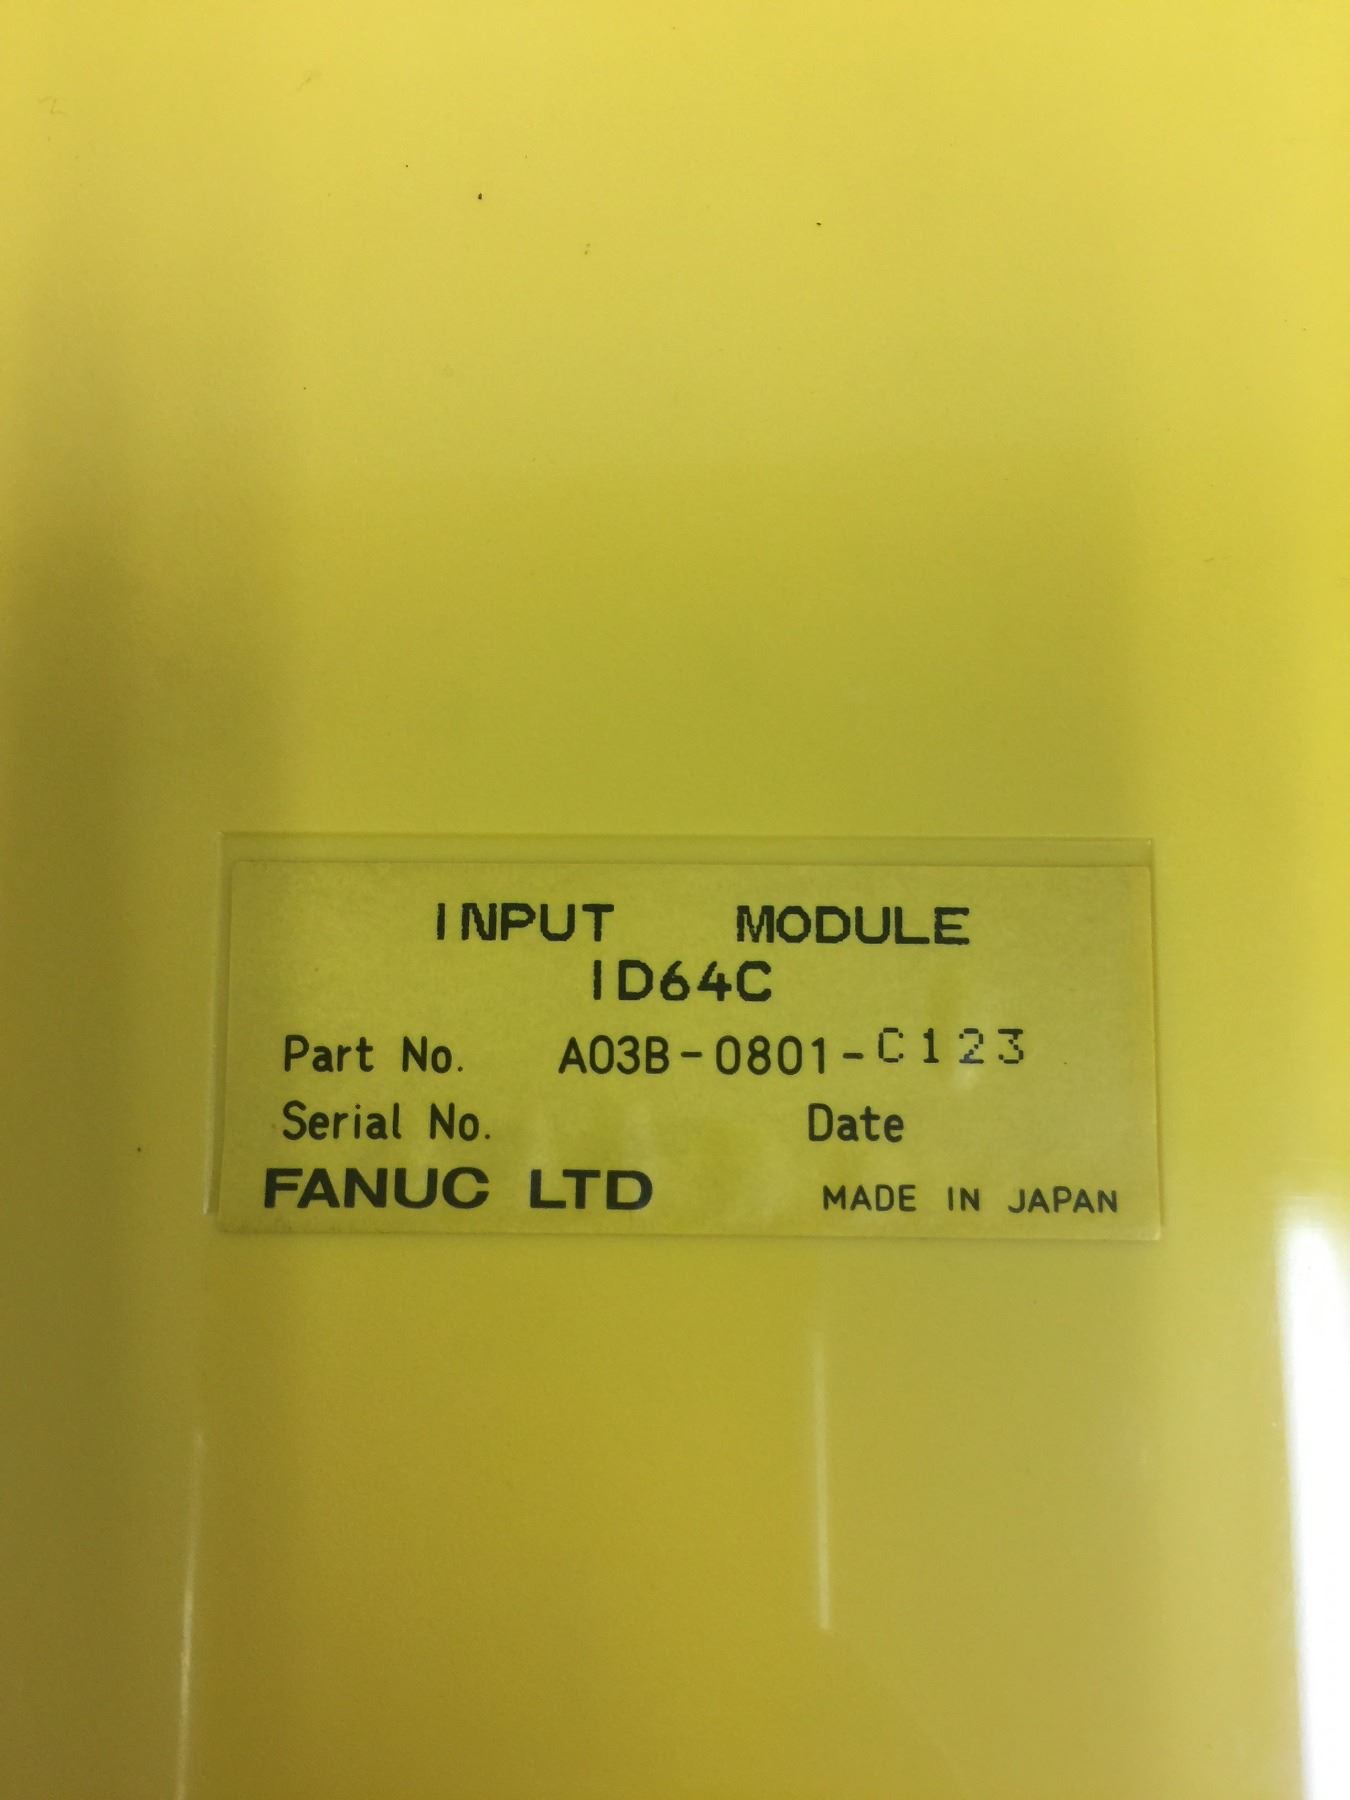 INPUT MODULE
ID64C
Part No. A03B-0801-C123
Serial No. Date
FANUC LTD MADE IN JAPAN